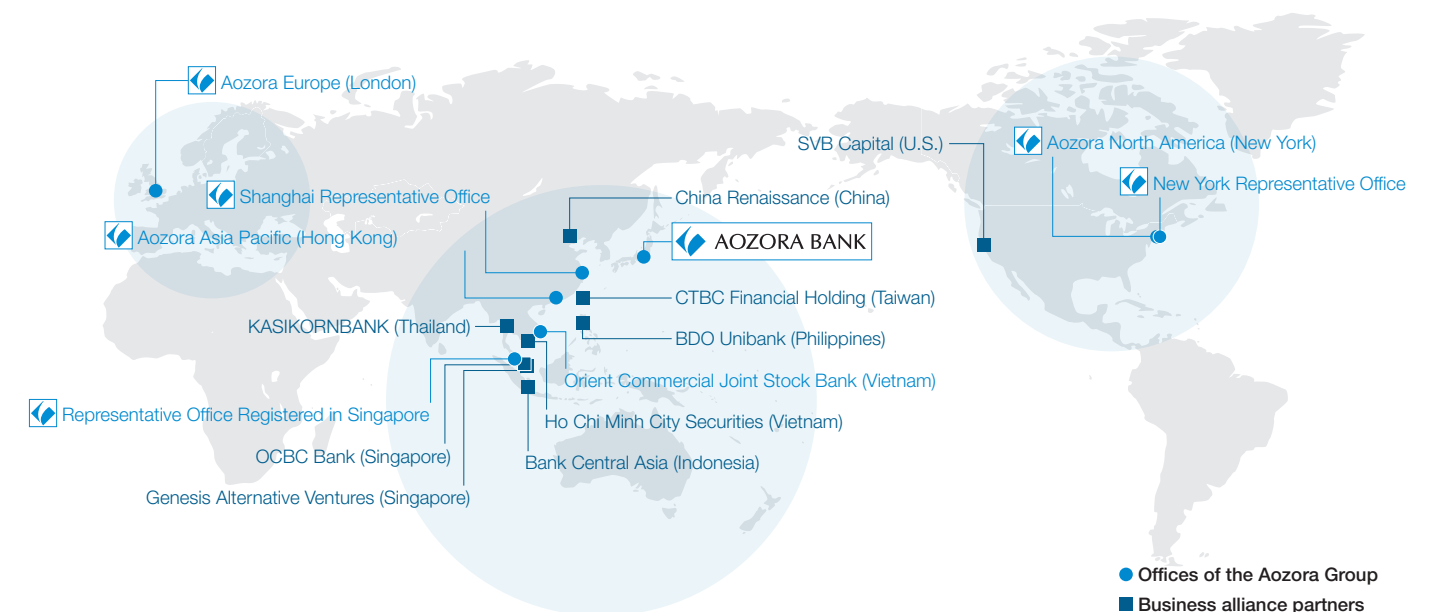 Aozora Europe (London)
SVB Capital (U.S.)
Aozora North America (New York)
New York Representative Office
Shanghai Representative Office
China Renaissance (China)
Aozora Asia Pacific (Hong Kong)
AOZORA BANK
CTBC Financial Holding (Taiwan)
KASIKORNBANK (Thailand)
BDO Unibank (Philippines)
Orient Commercial Joint Stock Bank (Vietnam)
Representative Office Registered in Singapore
Ho Chi Minh City Securities (Vietnam)
OCBC Bank (Singapore)
Bank Central Asia (Indonesia)
Genesis Alternative Ventures (Singapore)
Offices of the Aozora Group
Business alliance partners